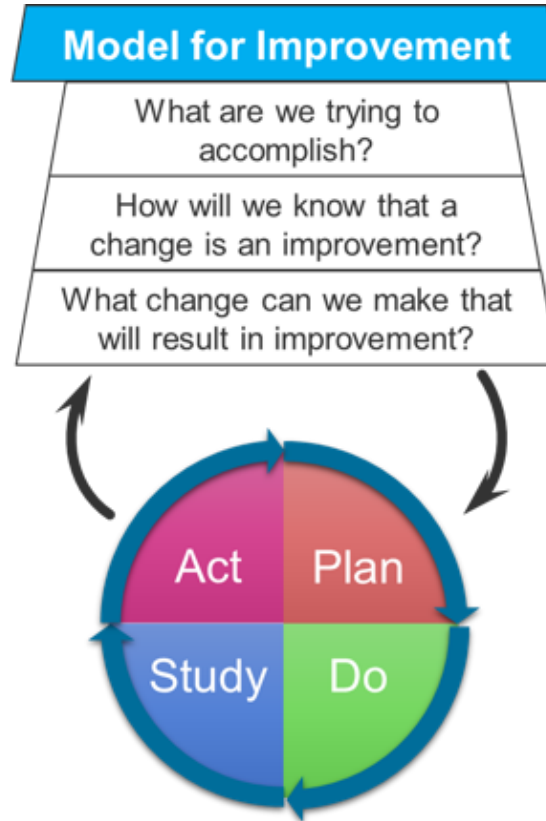 Model for Improvement
What are we trying to
accomplish?
How will we know that a
change is an improvement?
What change can we make that
will result in improvement?
Act
Plan
Study
Do